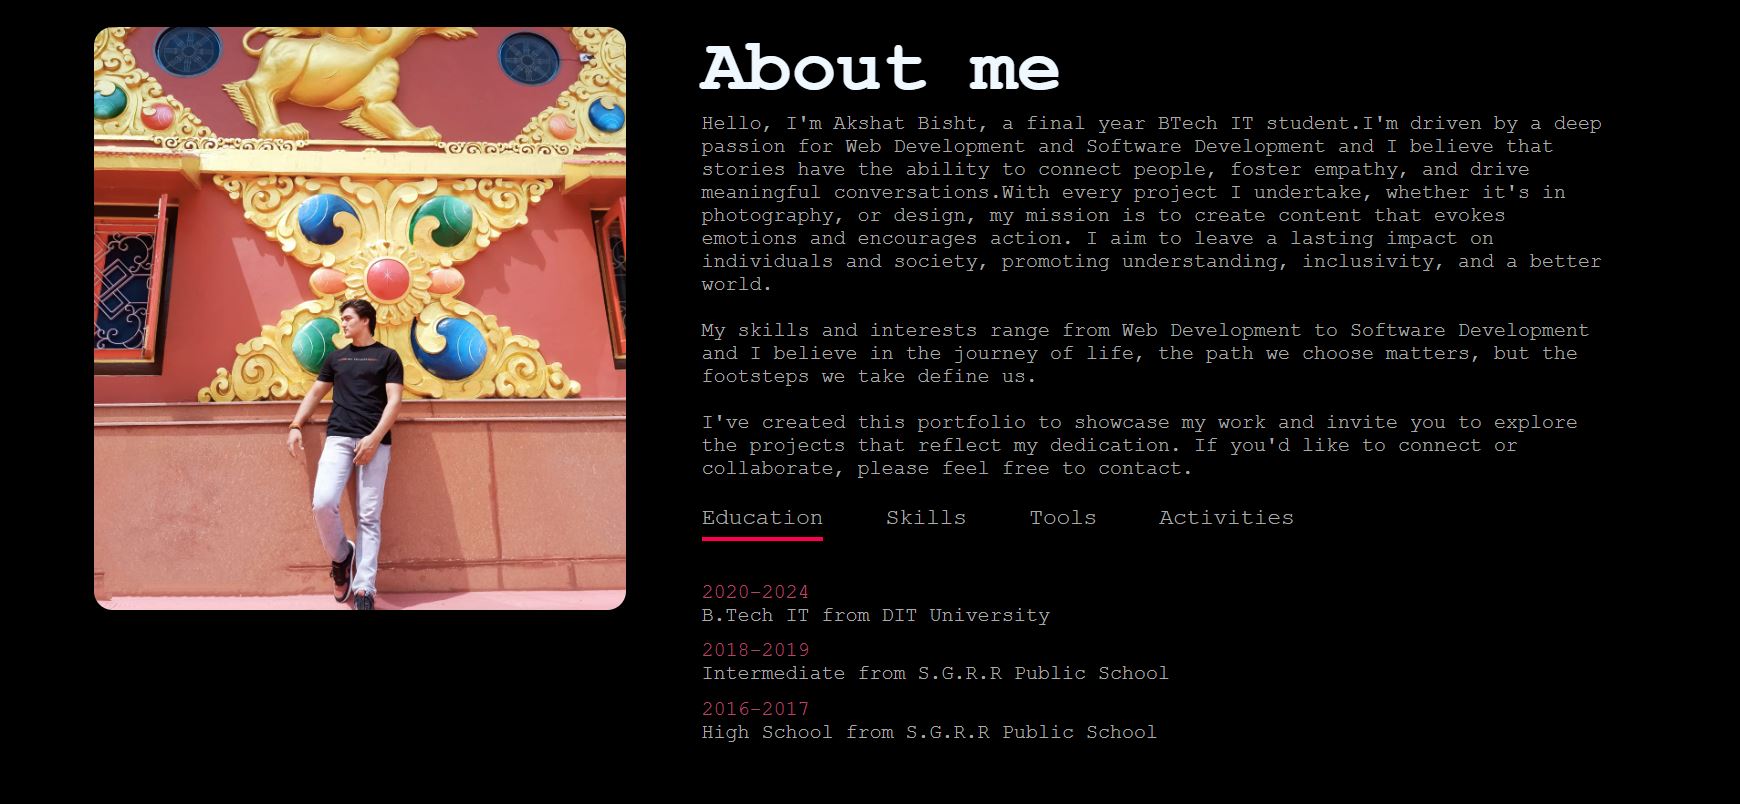 About me
Hello, I'm Akshat Bisht, a final year BTech IT student.I'm driven by a deep
passion for Web Development and Software Development and I believe that
stories have the ability to connect people, foster empathy, and drive
meaningful conversations.With every project I undertake, whether it's in
photography, or design, my mission is to create content that evokes
emotions and encourages action. I aim to leave a lasting impact on
individuals and society, promoting understanding, inclusivity, and a better
world.
My skills and interests range from Web Development to Software Development
and I believe in the journey of life, the path we choose matters, but the
footsteps we take define us.
I've created this portfolio to showcase my work and invite you to explore
the projects that reflect my dedication. If you'd like to connect or
collaborate, please feel free to contact.
Education Skills Tools Activities
2020-2024
B.Tech IT from DIT University
2018-2019
Intermediate from S.G.R.R Public School
2016-2017
High School from S.G.R.R Public School